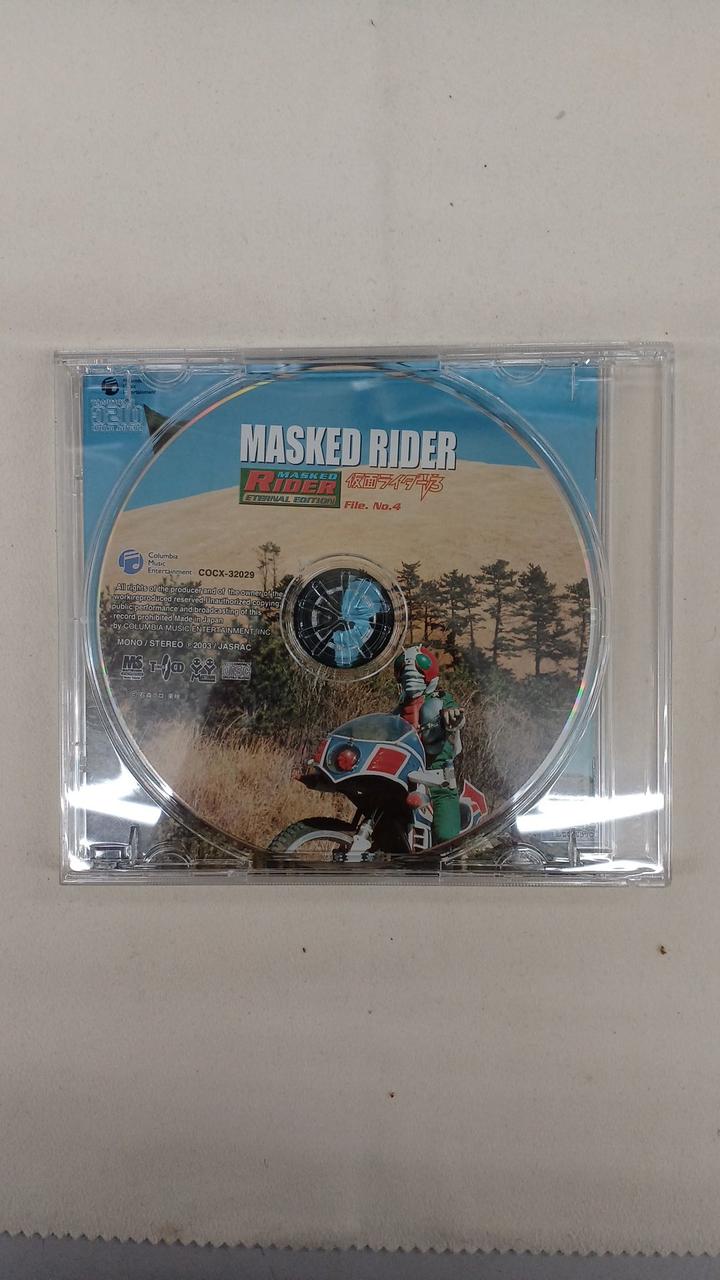 MASKED RIDER
MASKED
RIDER
ETERNAL EDITION
仮面ライダーV3
File. No.4
Columbia
Music
Entertainment
COCX-32029
All rights of the producer and of the owner of the
work reproduced reserved. Unauthorized copying
public performance and broadcasting of this
record prohibited. Made in Japan
by COLUMBIA MUSIC ENTERTAINMENT, INC.
MONO / STEREO ℗ 2003 / JASRAC
MS